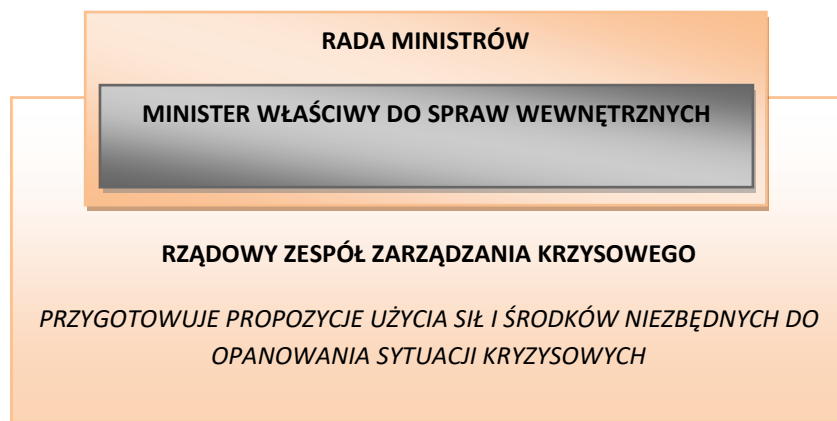 RADA MINISTRÓW
MINISTER WŁAŚCIWY DO SPRAW WEWNĘTRZNYCH
RZĄDOWY ZESPÓŁ ZARZĄDZANIA KRZYSOWEGO
PRZYGOTOWUJE PROPOZYCJE UŻYCIA SIŁ I ŚRODKÓW NIEZBĘDNYCH DO
OPANOWANIA SYTUACJI KRYZYSOWYCH